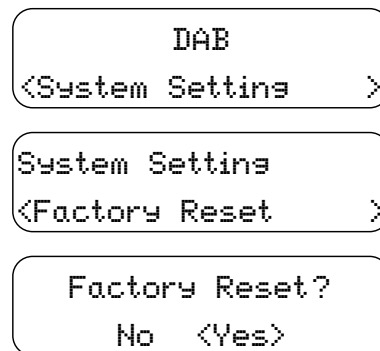 DAB
<System Setting >
System Setting
<Factory Reset >
Factory Reset?
No <Yes>